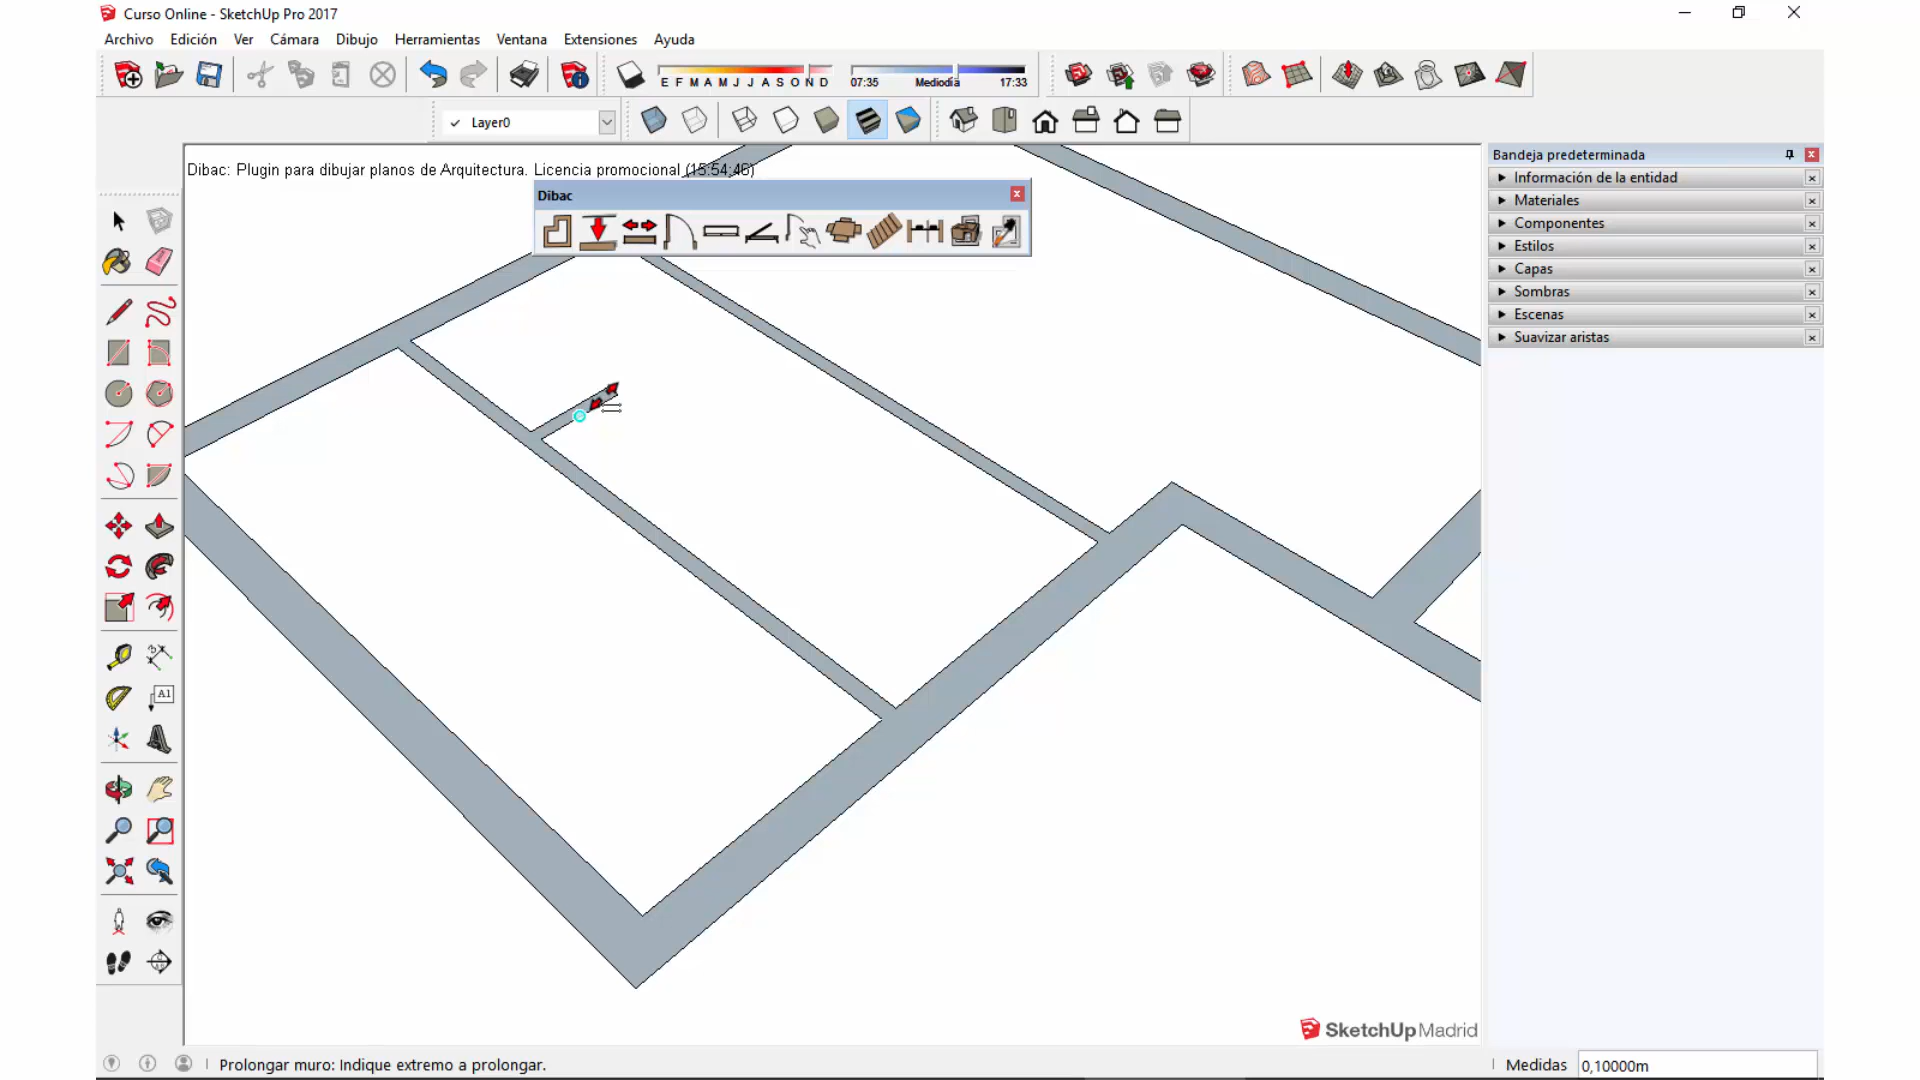 Curso Online - SketchUp Pro 2017
Archivo Edición Ver Cámara Dibujo Herramientas Ventana Extensiones Ayuda
E F M A M J J A S O N D
07:35 Mediodía 17:33
Layer0
Dibac: Plugin para dibujar planos de Arquitectura. Licencia promocional (15:54:46)
Dibac
Bandeja predeterminada
Información de la entidad
Materiales
Componentes
Estilos
Capas
Sombras
Escenas
Suavizar aristas
A1
SketchUp Madrid
Prolongar muro: Indique extremo a prolongar.
Medidas 0,10000m